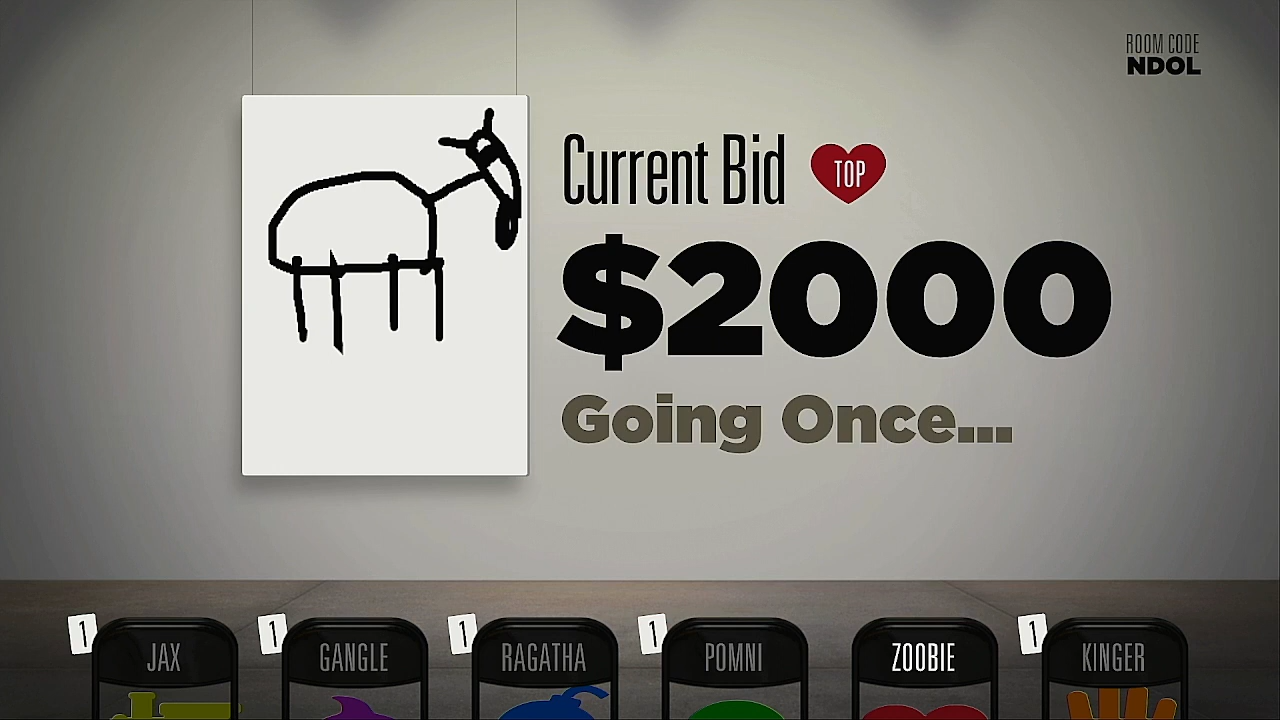 ROOM CODE
NDOL
Current Bid
TOP
$2000
Going Once...
1 JAX
1 GANGLE
1 RAGATHA
1 POMNI
ZOOBIE
1 KINGER